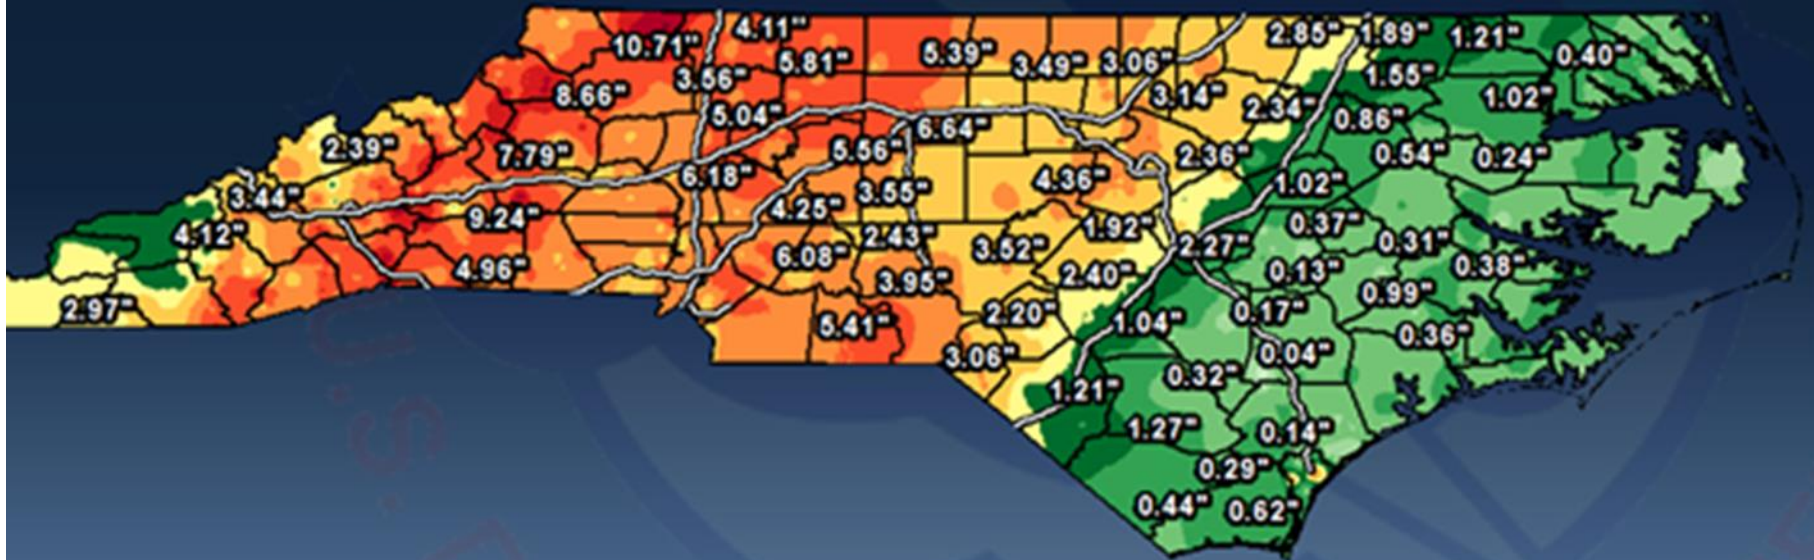 4.11" 2.85" 1.89" 1.21"
10.71" 5.81" 5.39" 3.49" 3.06" 0.40"
8.66" 3.56" 3.14" 1.55" 1.02"
5.04" 6.64" 2.34" 0.86"
2.39" 7.79" 5.56" 2.36" 0.54" 0.24"
3.44" 6.18" 3.55" 4.36" 1.02"
4.12" 9.24" 4.25" 2.43" 1.92" 2.27" 0.37" 0.31"
4.96" 6.08" 3.95" 3.52" 2.40" 0.13" 0.38"
2.97" 5.41" 2.20" 1.04" 0.17" 0.99" 0.36"
3.06" 0.32" 0.04"
1.21"
1.27" 0.14"
0.29"
0.44" 0.62"
U.S.